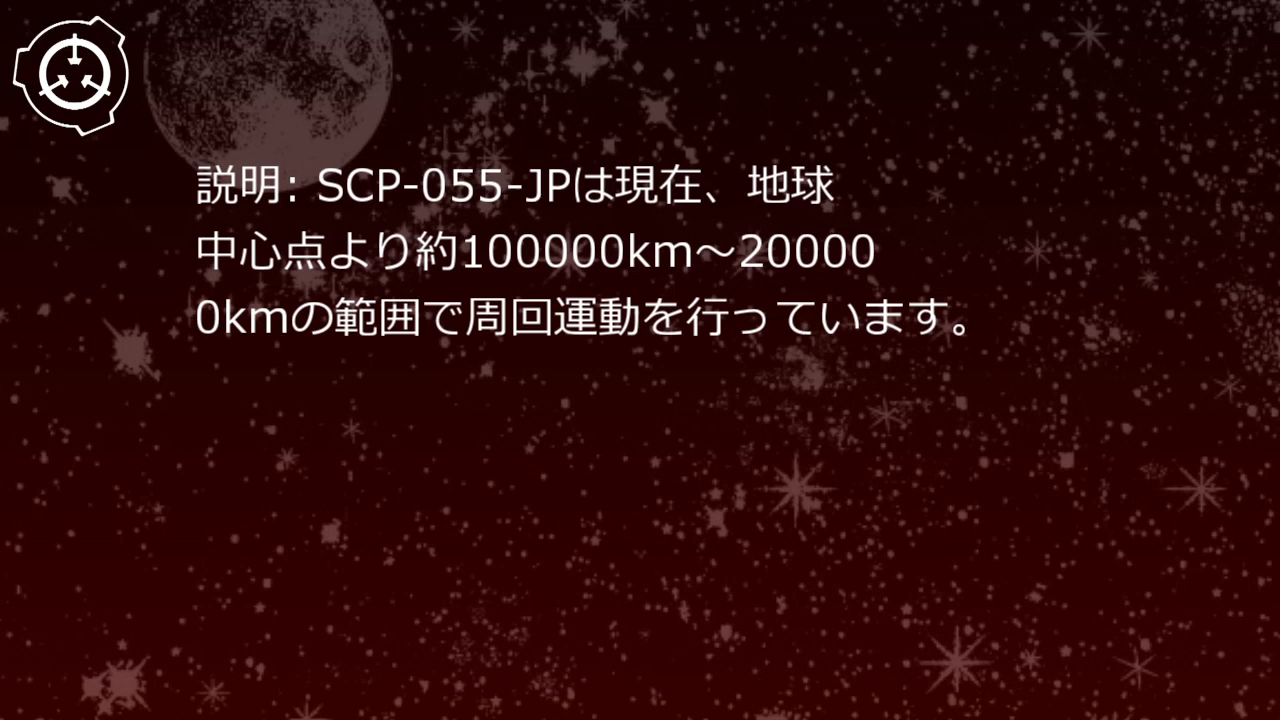 説明: SCP-055-JPは現在、地球
中心点より約100000km～20000
0kmの範囲で周回運動を行っています。